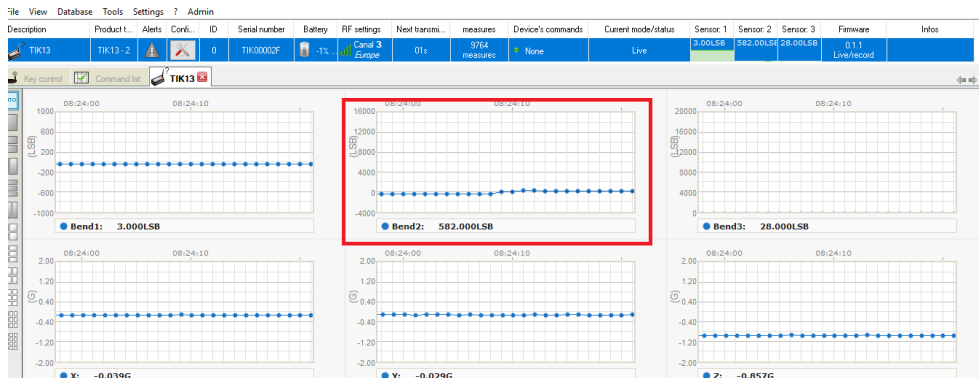 File View Database Tools Settings ? Admin
Description Product t... Alerts Confi... ID Serial number Battery RF settings Next transmi... measures Device's commands Current mode/status Sensor: 1 Sensor: 2 Sensor: 3 Firmware Infos
TIK13 TIK13 - 2 0 TIK00002F -1% ... Canal 3 Europe 01s 9764 measures None Live 3.00LSB 582.00LSB 28.00LSB 0.1.1 Live/record
Key control Command list TIK13
08:24:00 08:24:10
1000
600
200
-200
-600
-1000
(LSB)
Bend1: 3.000LSB
08:24:00 08:24:10
16000
12000
8000
4000
0
-4000
(LSB)
Bend2: 582.000LSB
08:24:00 08:24:10
20000
16000
12000
8000
4000
0
(LSB)
Bend3: 28.000LSB
08:24:00 08:24:10
2.00
1.20
0.40
-0.40
-1.20
-2.00
(G)
X: -0.039G
08:24:00 08:24:10
2.00
1.20
0.40
-0.40
-1.20
-2.00
(G)
Y: -0.029G
08:24:00 08:24:10
2.00
1.20
0.40
-0.40
-1.20
-2.00
(G)
Z: -0.857G